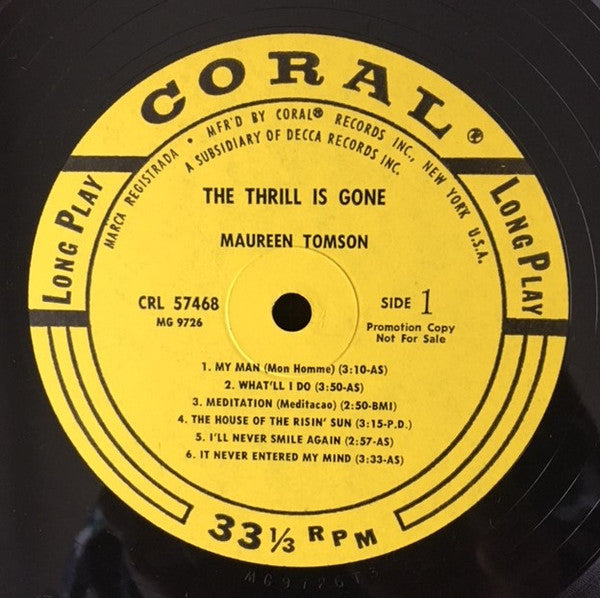 CORAL®
MARCA REGISTRADA • MFR'D BY CORAL® RECORDS INC., NEW YORK U.S.A.
A SUBSIDIARY OF DECCA RECORDS INC.
LONG PLAY
LONG PLAY
THE THRILL IS GONE
MAUREEN TOMSON
CRL 57468
MG 9726
SIDE 1
Promotion Copy
Not For Sale
1. MY MAN (Mon Homme) (3:10-AS)
2. WHAT'LL I DO (3:50-AS)
3. MEDITATION (Meditacao) (2:50-BMI)
4. THE HOUSE OF THE RISIN' SUN (3:15-P.D.)
5. I'LL NEVER SMILE AGAIN (2:57-AS)
6. IT NEVER ENTERED MY MIND (3:33-AS)
33 1/3 RPM